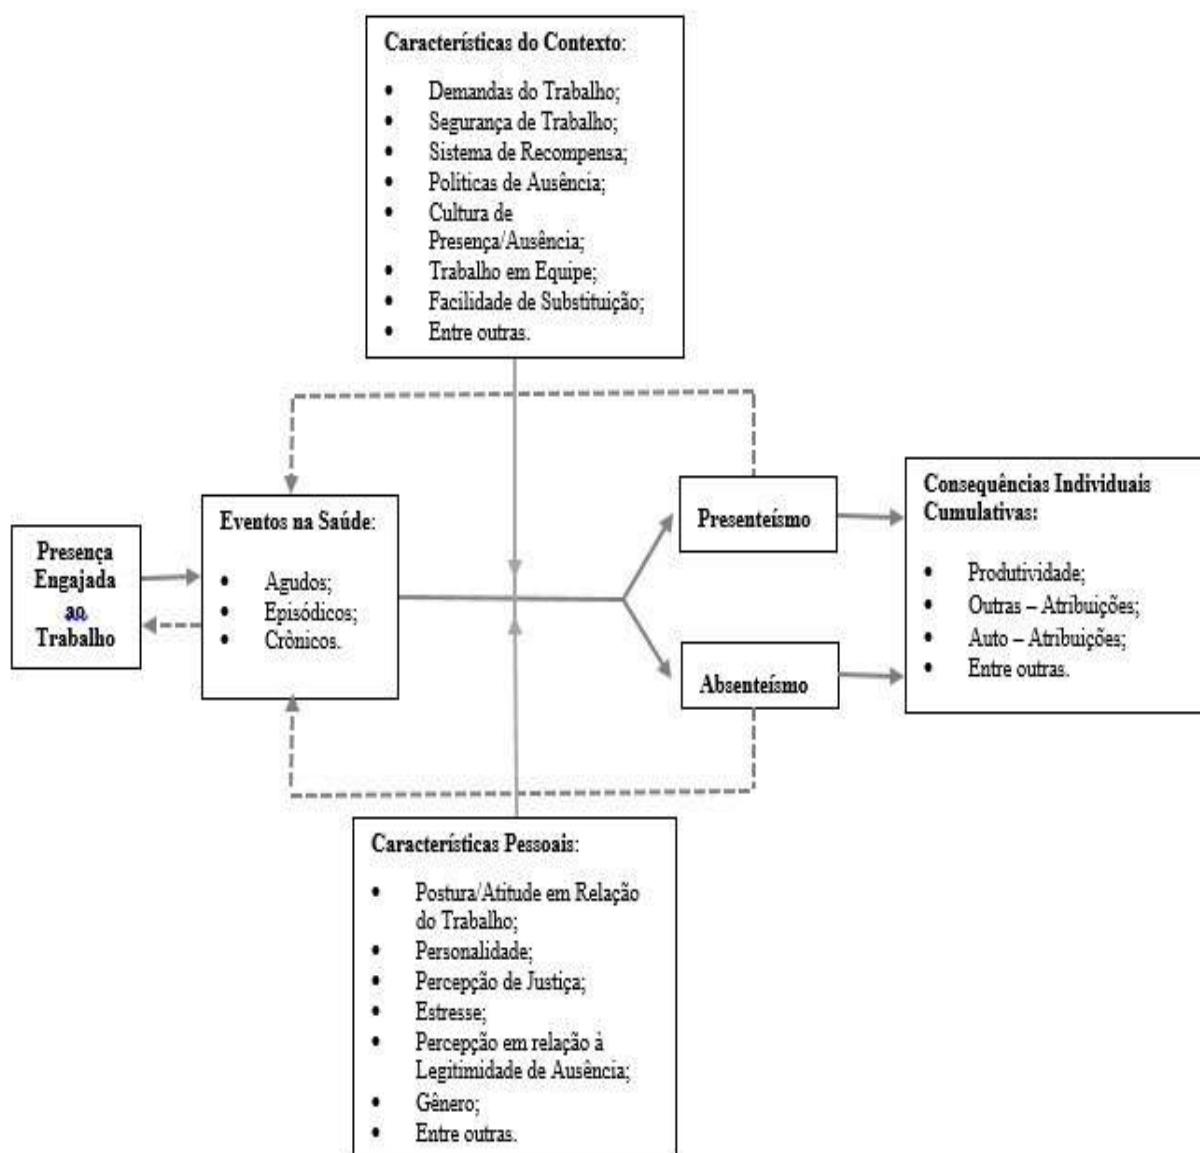 Características do Contexto:
• Demandas do Trabalho;
• Segurança de Trabalho;
• Sistema de Recompensa;
• Políticas de Ausência;
• Cultura de
Presença/Ausência;
• Trabalho em Equipe;
• Facilidade de Substituição;
• Entre outras.
Presença
Engajada
ao
Trabalho
Eventos na Saúde:
• Agudos;
• Episódicos;
• Crônicos.
Presenteísmo
Absenteísmo
Consequências Individuais
Cumulativas:
• Produtividade;
• Outras – Atribuições;
• Auto – Atribuições;
• Entre outras.
Características Pessoais:
• Postura/Atitude em Relação
do Trabalho;
• Personalidade;
• Percepção de Justiça;
• Estresse;
• Percepção em relação à
Legitimidade de Ausência;
• Gênero;
• Entre outras.